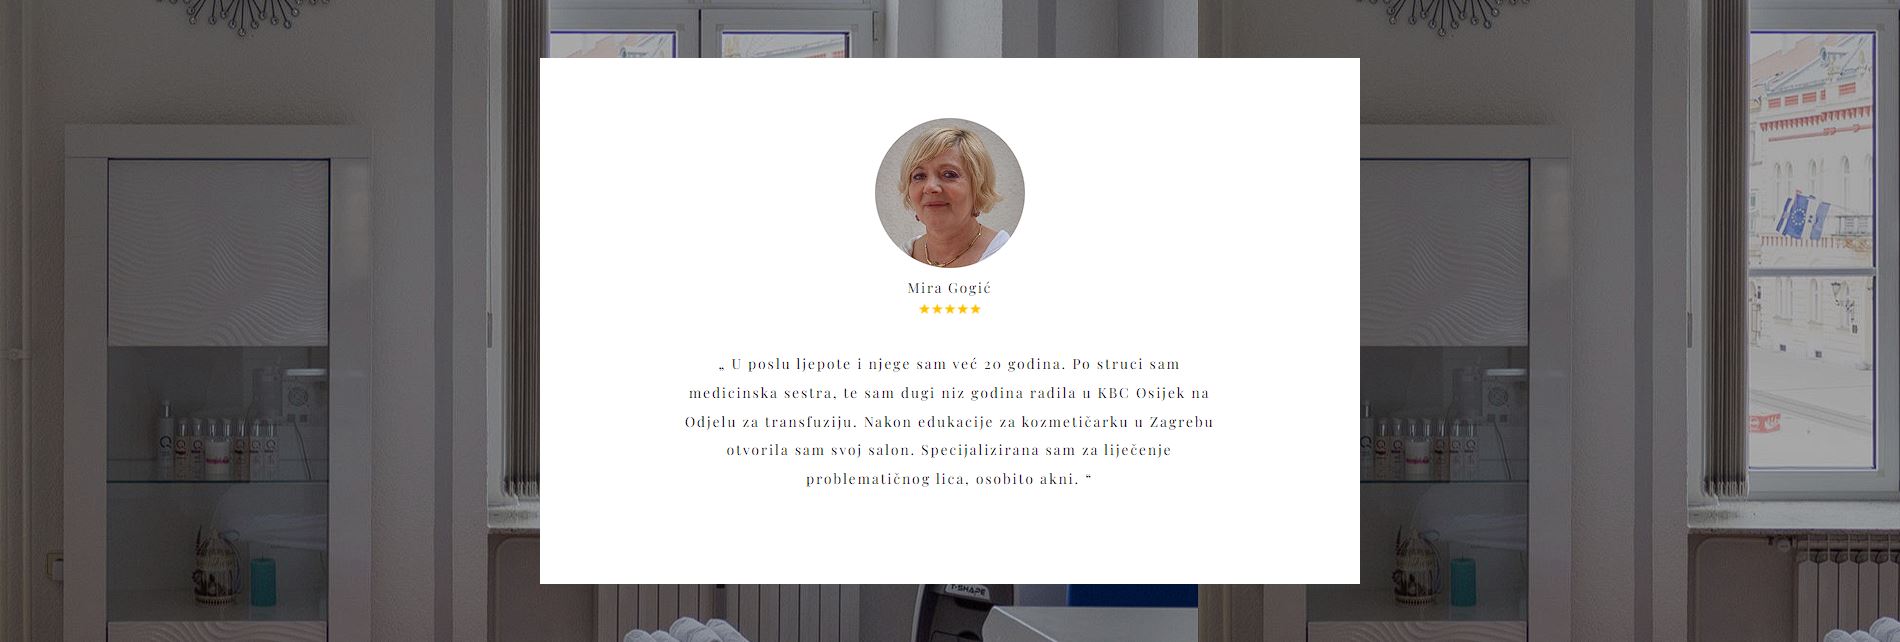 Mira Gogić
„ U poslu ljepote i njege sam već 20 godina. Po struci sam
medicinska sestra, te sam dugi niz godina radila u KBC Osijek na
Odjelu za transfuziju. Nakon edukacije za kozmetičarku u Zagrebu
otvorila sam svoj salon. Specijalizirana sam za liječenje
problematičnog lica, osobito akni. “
T-SHAPE